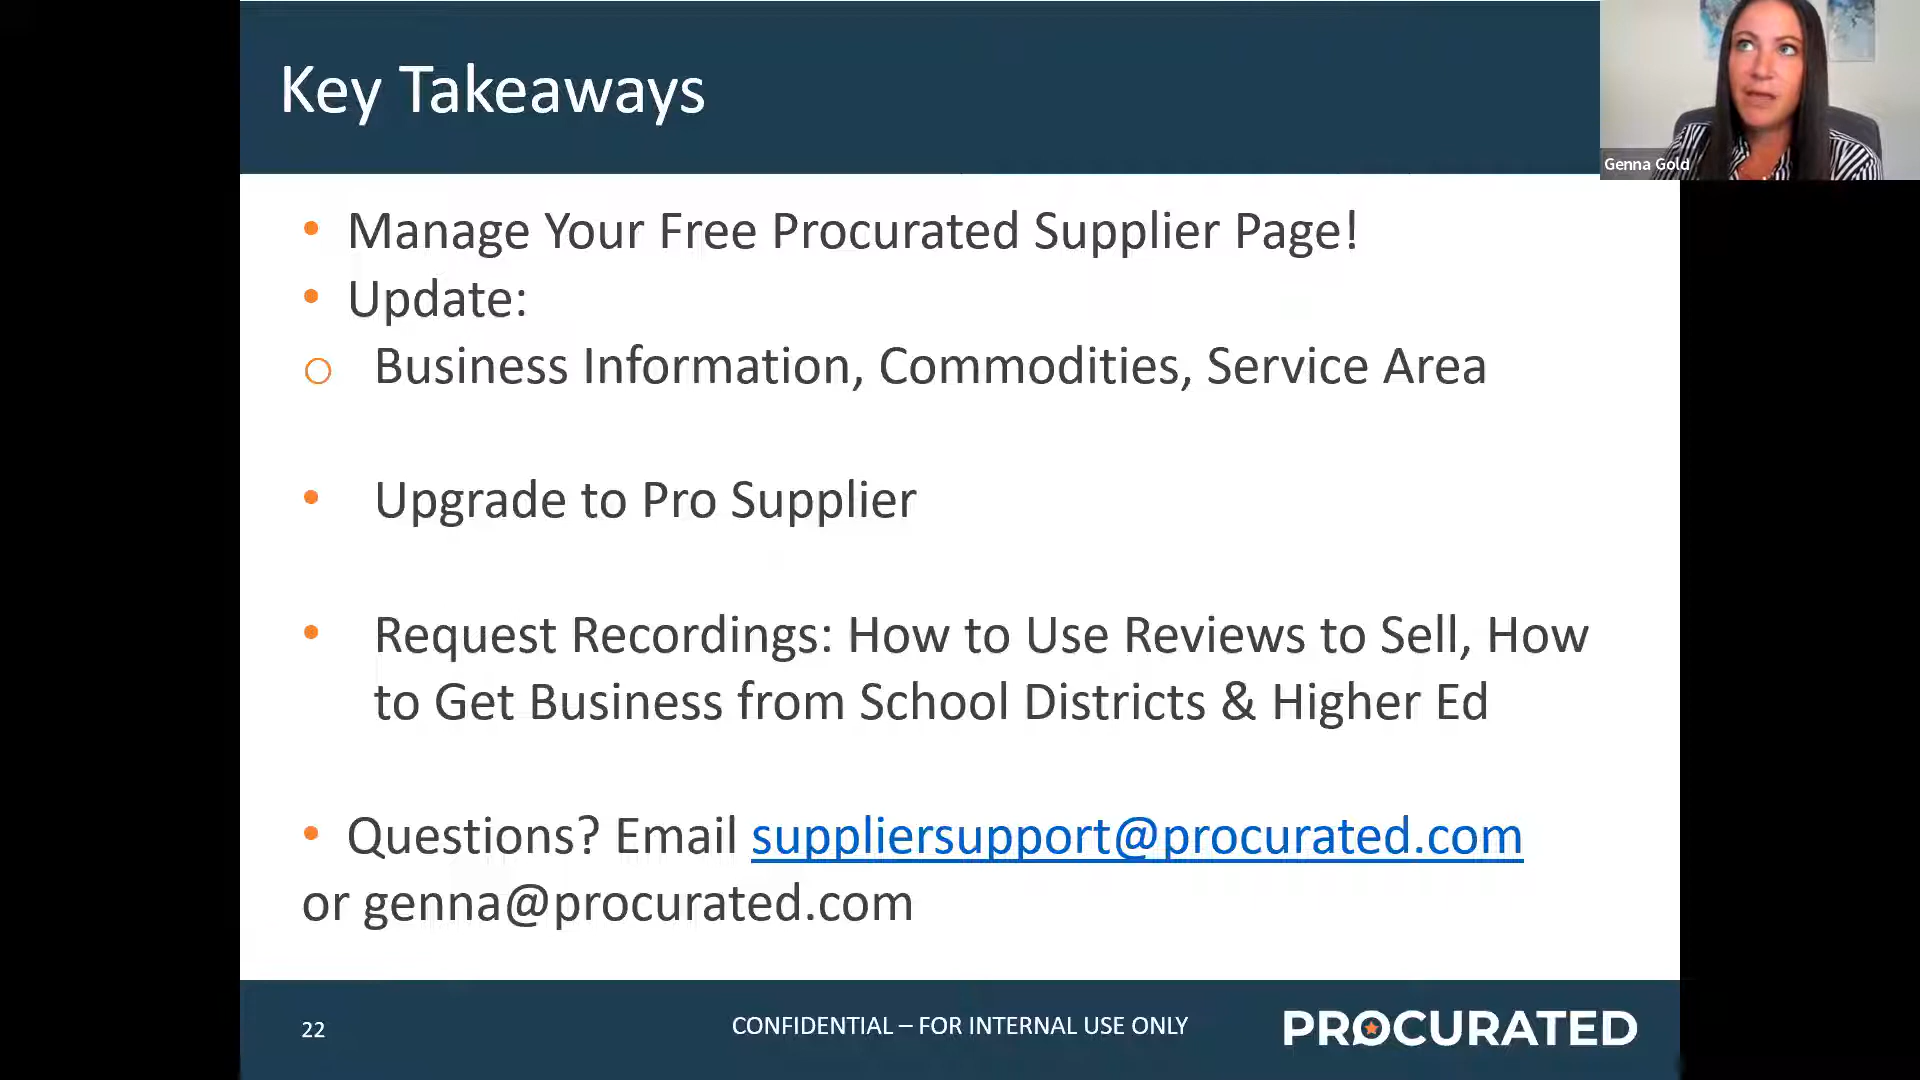 Key Takeaways
Genna Gold
• Manage Your Free Procurated Supplier Page!
• Update:
○ Business Information, Commodities, Service Area
• Upgrade to Pro Supplier
• Request Recordings: How to Use Reviews to Sell, How
to Get Business from School Districts & Higher Ed
• Questions? Email suppliersupport@procurated.com
or genna@procurated.com
22
CONFIDENTIAL – FOR INTERNAL USE ONLY
PROCURATED